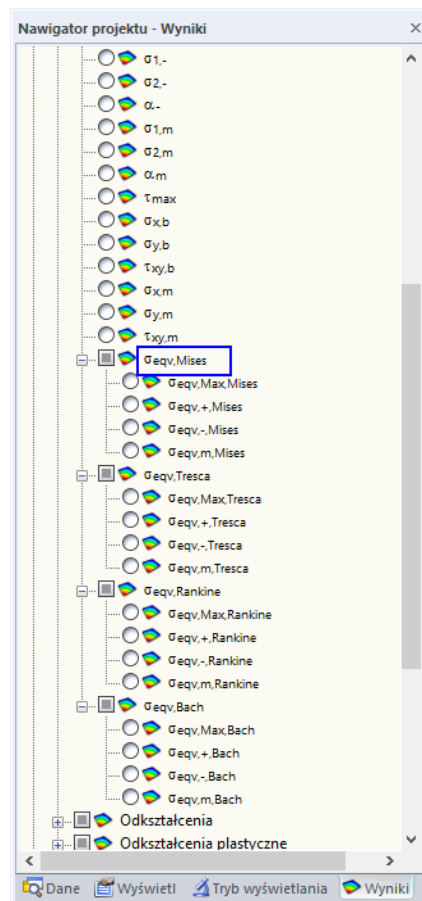 Nawigator projektu - Wyniki
σ1,-
σ2,-
α-
σ1,m
σ2,m
αm
τmax
σx,b
σy,b
τxy,b
σx,m
σy,m
τxy,m
σeqv,Mises
σeqv,Max,Mises
σeqv,+,Mises
σeqv,-,Mises
σeqv,m,Mises
σeqv,Tresca
σeqv,Max,Tresca
σeqv,+,Tresca
σeqv,-,Tresca
σeqv,m,Tresca
σeqv,Rankine
σeqv,Max,Rankine
σeqv,+,Rankine
σeqv,-,Rankine
σeqv,m,Rankine
σeqv,Bach
σeqv,Max,Bach
σeqv,+,Bach
σeqv,-,Bach
σeqv,m,Bach
Odkształcenia
Odkształcenia plastyczne
Dane Wyświetl Tryb wyświetlania Wyniki